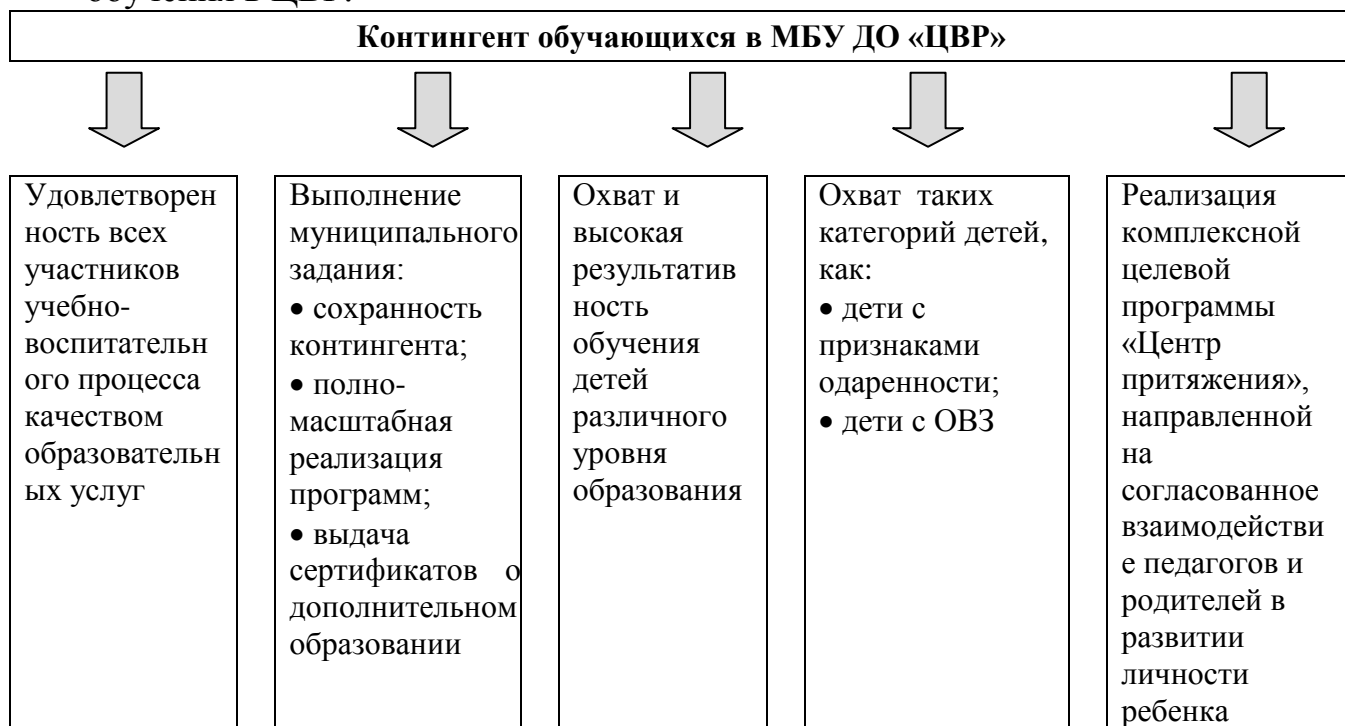 обучения в ЦВР:
Контингент обучающихся в МБУ ДО «ЦВР»
Удовлетворен
ность всех
участников
учебно-
воспитательн
ого процесса
качеством
образовательн
ых услуг
Выполнение
муниципального
задания:
• сохранность
контингента;
• полно-
масштабная
реализация
программ;
• выдача
сертификатов о
дополнительном
образовании
Охват и
высокая
результатив
ность
обучения
детей
различного
уровня
образования
Охват таких
категорий детей,
как:
• дети с
признаками
одаренности;
• дети с ОВЗ
Реализация
комплексной
целевой
программы
«Центр
притяжения»,
направленной
на
согласованное
взаимодействи
е педагогов и
родителей в
развитии
личности
ребенка